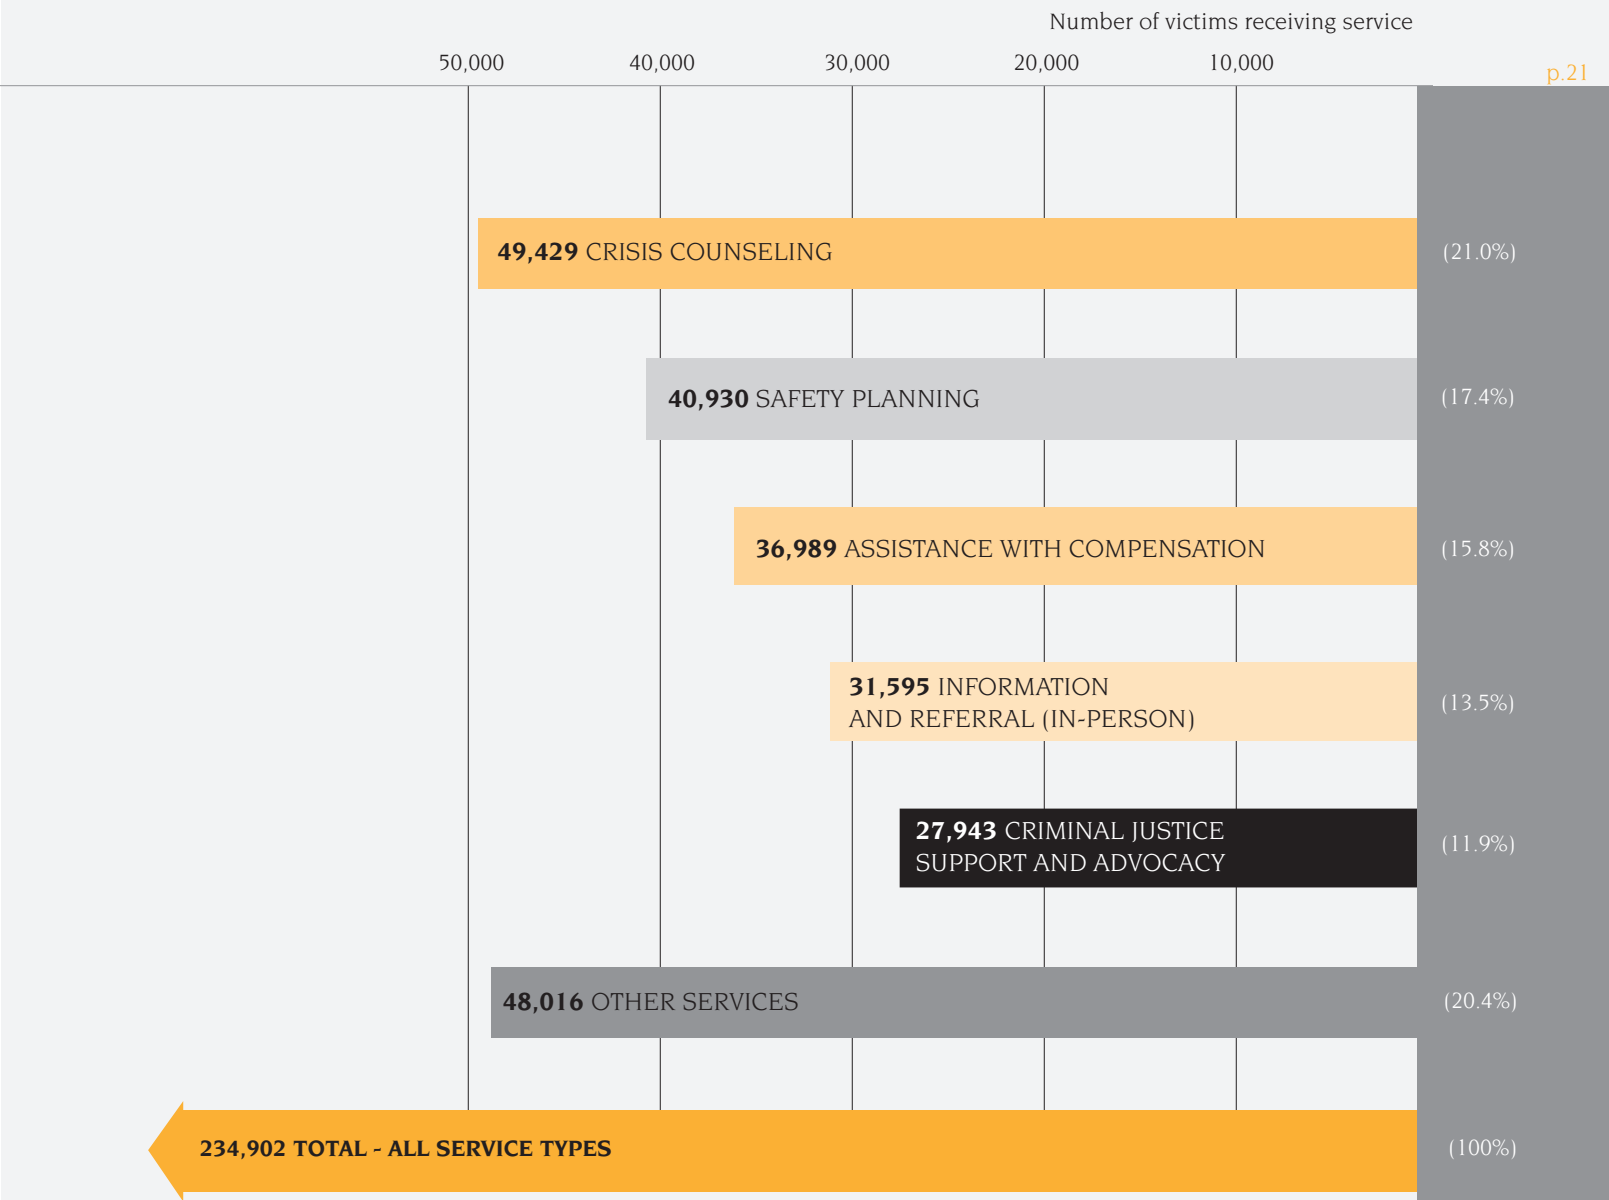 Number of victims receiving service
50,000 40,000 30,000 20,000 10,000
p.21
49,429 CRISIS COUNSELING (21.0%)
40,930 SAFETY PLANNING (17.4%)
36,989 ASSISTANCE WITH COMPENSATION (15.8%)
31,595 INFORMATION
AND REFERRAL (IN-PERSON) (13.5%)
27,943 CRIMINAL JUSTICE
SUPPORT AND ADVOCACY (11.9%)
48,016 OTHER SERVICES (20.4%)
234,902 TOTAL - ALL SERVICE TYPES (100%)